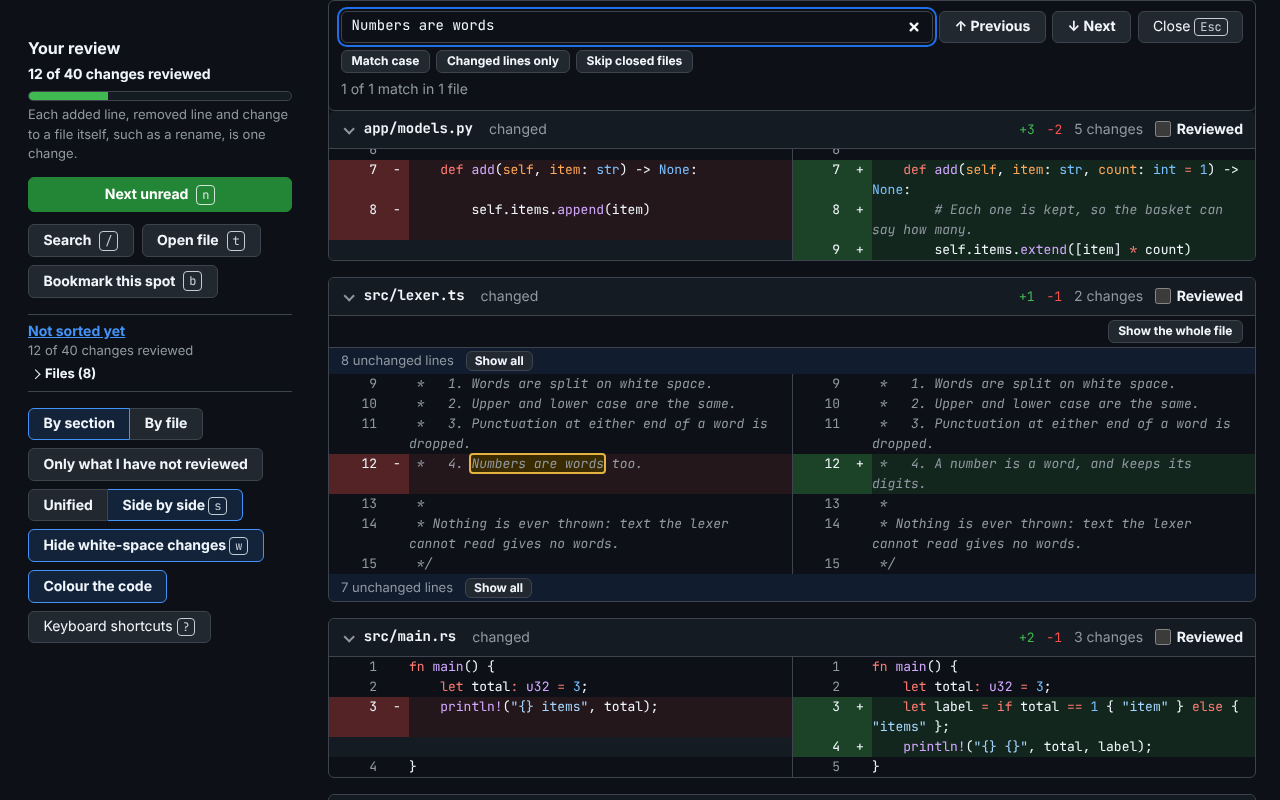 Your review
12 of 40 changes reviewed
Each added line, removed line and change
to a file itself, such as a rename, is one
change.
Next unread n
Search /
Open file t
Bookmark this spot b
Not sorted yet
12 of 40 changes reviewed
Files (8)
By section
By file
Only what I have not reviewed
Unified
Side by side s
Hide white-space changes w
Colour the code
Keyboard shortcuts ?
Numbers are words
×
↑ Previous
↓ Next
Close Esc
Match case
Changed lines only
Skip closed files
1 of 1 match in 1 file
app/models.py changed
+3 -2 5 changes Reviewed
7 - def add(self, item: str) -> None:
8 - self.items.append(item)
7 + def add(self, item: str, count: int = 1) ->
None:
8 + # Each one is kept, so the basket can
say how many.
9 + self.items.extend([item] * count)
src/lexer.ts changed
+1 -1 2 changes Reviewed
Show the whole file
8 unchanged lines Show all
9 * 1. Words are split on white space.
10 * 2. Upper and lower case are the same.
11 * 3. Punctuation at either end of a word is
dropped.
12 - * 4. Numbers are words too.
13 *
14 * Nothing is ever thrown: text the lexer
cannot read gives no words.
15 */
9 * 1. Words are split on white space.
10 * 2. Upper and lower case are the same.
11 * 3. Punctuation at either end of a word is
dropped.
12 + * 4. A number is a word, and keeps its
digits.
13 *
14 * Nothing is ever thrown: text the lexer
cannot read gives no words.
15 */
7 unchanged lines Show all
src/main.rs changed
+2 -1 3 changes Reviewed
1 fn main() {
2 let total: u32 = 3;
3 - println!("{} items", total);
4 }
1 fn main() {
2 let total: u32 = 3;
3 + let label = if total == 1 { "item" } else {
"items" };
4 + println!("{} {}", total, label);
5 }